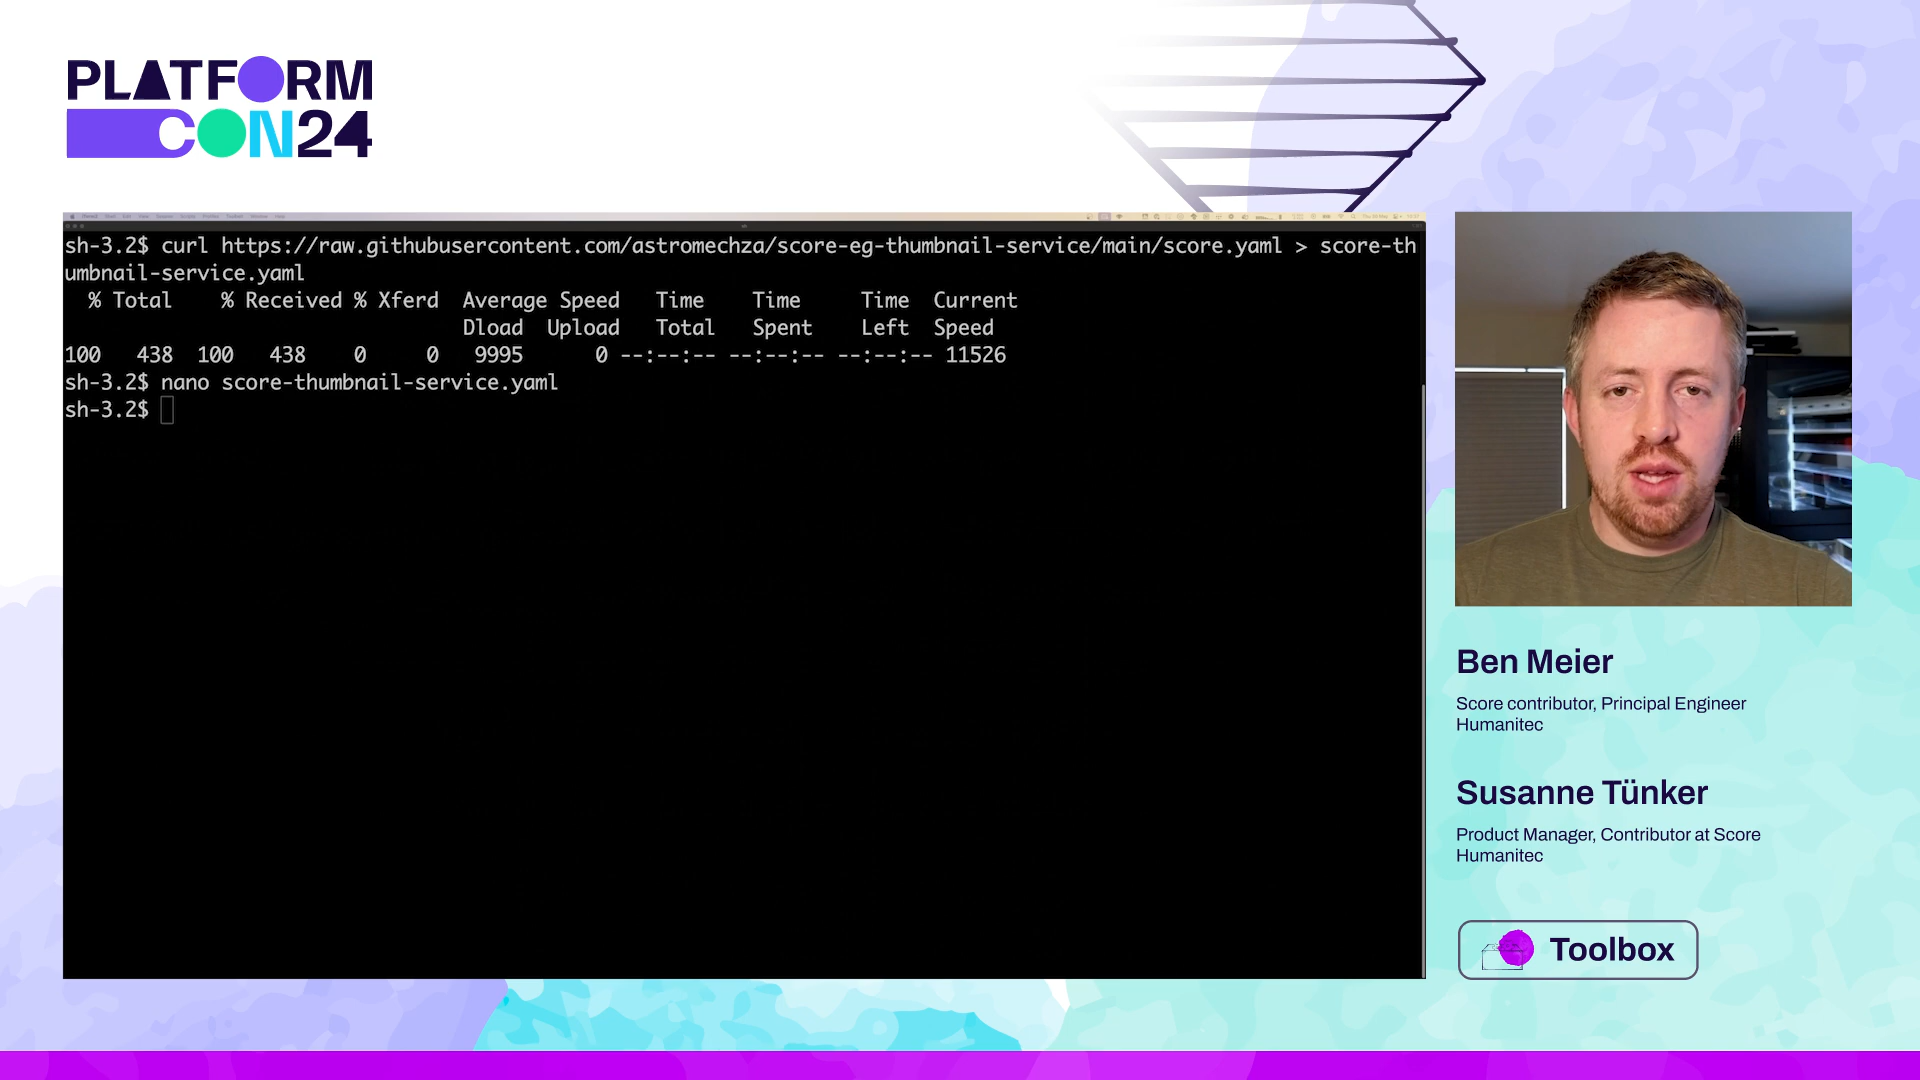 PLATFORM
CON24
sh-3.2$ curl https://raw.githubusercontent.com/astromechza/score-eg-thumbnail-service/main/score.yaml > score-th
umbnail-service.yaml
% Total % Received % Xferd Average Speed Time Time Time Current
Dload Upload Total Spent Left Speed
100 438 100 438 0 0 9995 0 --:--:-- --:--:-- --:--:-- 11526
sh-3.2$ nano score-thumbnail-service.yaml
sh-3.2$
Ben Meier
Score contributor, Principal Engineer
Humanitec
Susanne Tünker
Product Manager, Contributor at Score
Humanitec
Toolbox